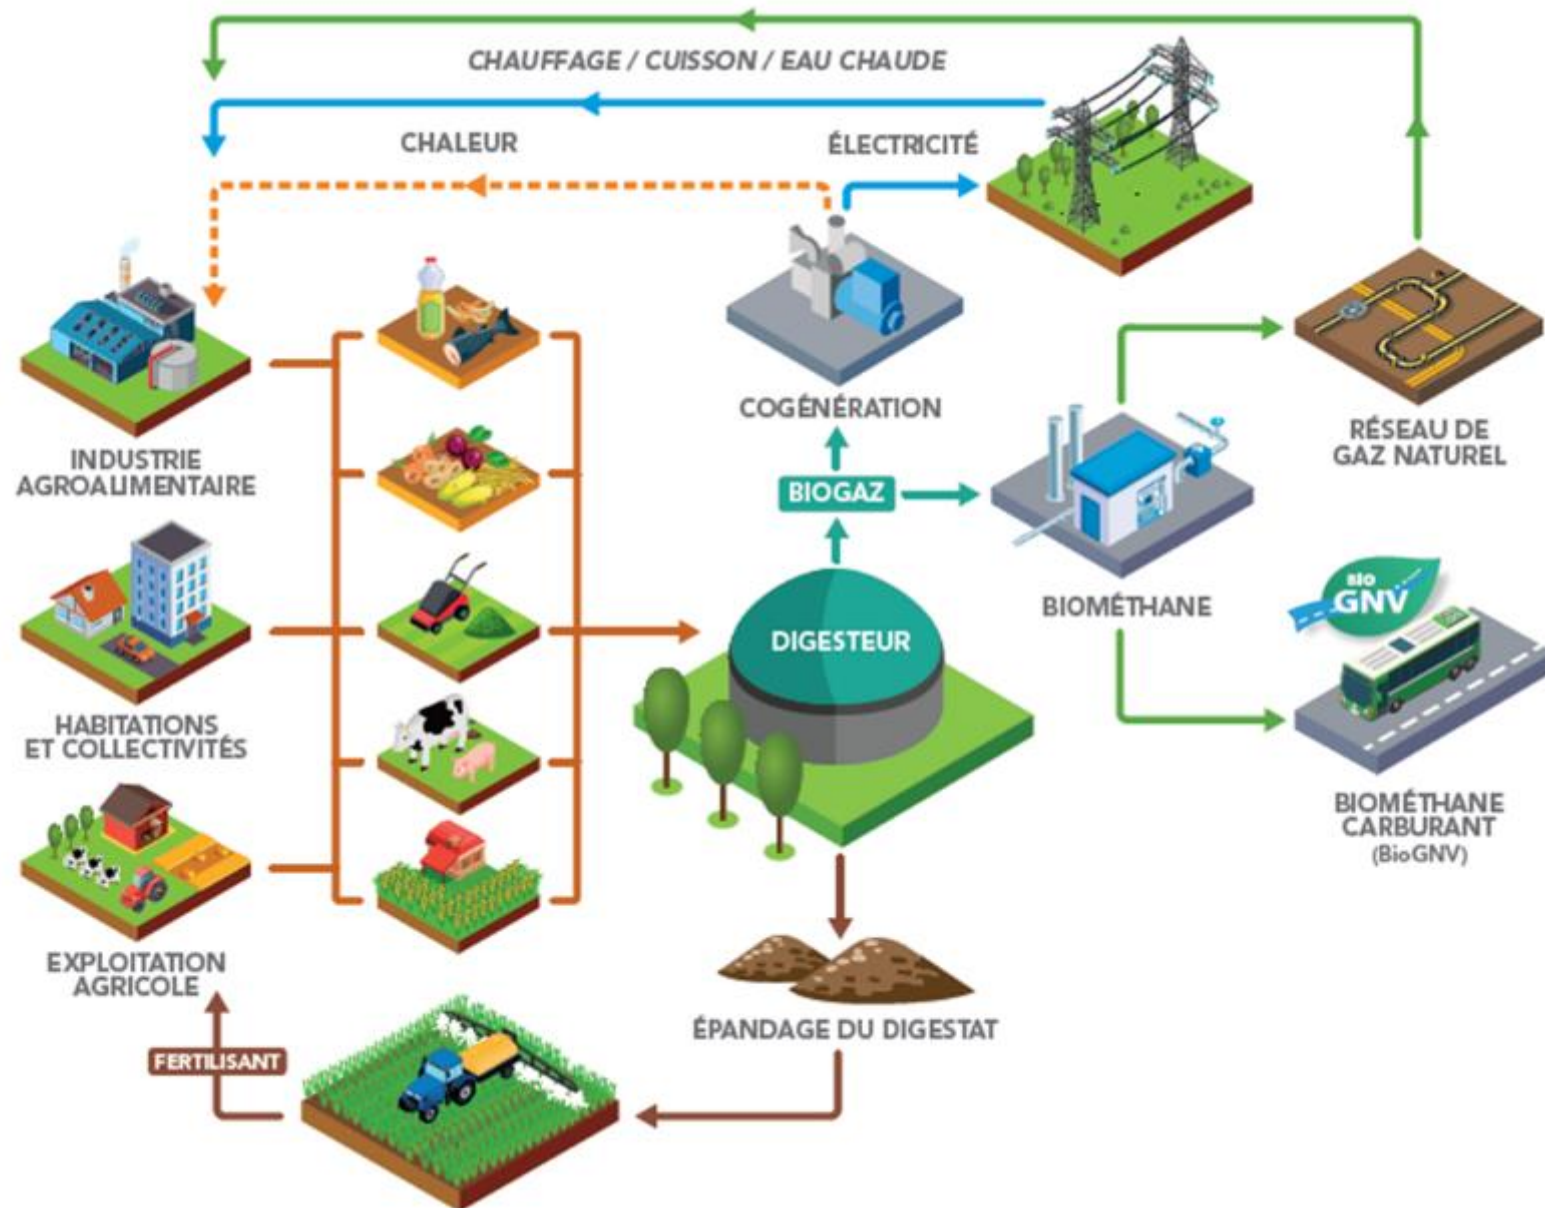 CHAUFFAGE / CUISSON / EAU CHAUDE
CHALEUR
ÉLECTRICITÉ
COGÉNÉRATION
BIOGAZ
INDUSTRIE
AGROALIMENTAIRE
RÉSEAU DE
GAZ NATUREL
BIOMÉTHANE
BIO
GNV
DIGESTEUR
HABITATIONS
ET COLLECTIVITÉS
BIOMÉTHANE
CARBURANT
(BioGNV)
EXPLOITATION
AGRICOLE
ÉPANDAGE DU DIGESTAT
FERTILISANT